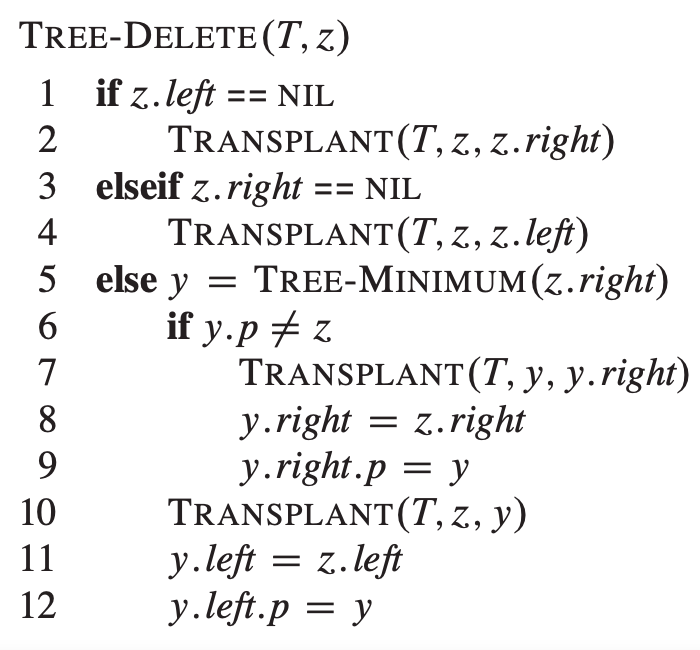 TREE-DELETE(T, z)
1 if z.left == NIL
2 TRANSPLANT(T, z, z.right)
3 elseif z.right == NIL
4 TRANSPLANT(T, z, z.left)
5 else y = TREE-MINIMUM(z.right)
6 if y.p ≠ z
7 TRANSPLANT(T, y, y.right)
8 y.right = z.right
9 y.right.p = y
10 TRANSPLANT(T, z, y)
11 y.left = z.left
12 y.left.p = y